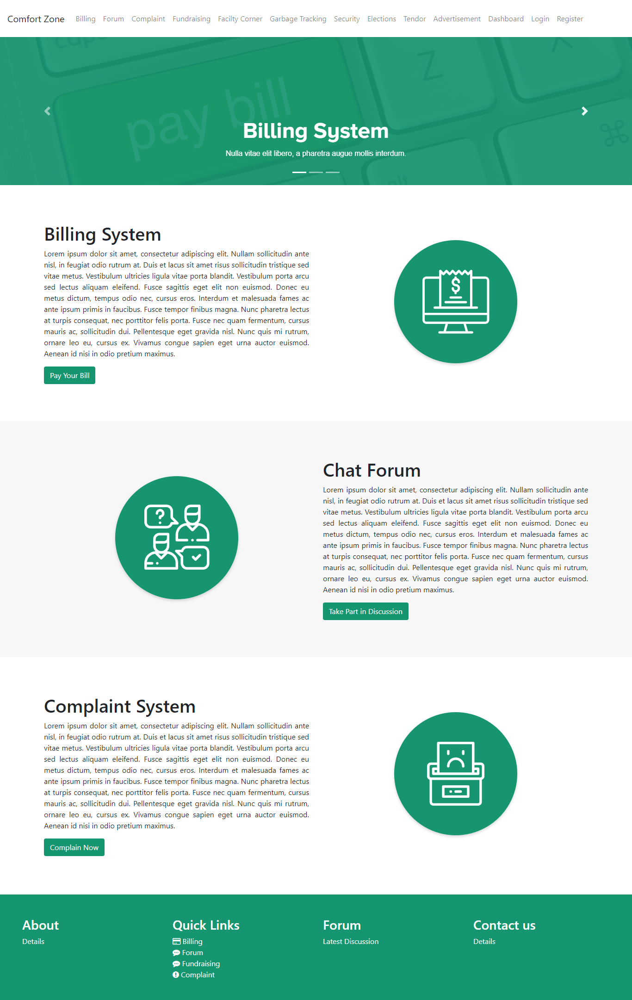 Comfort Zone Billing Forum Complaint Fundraising Facilty Corner Garbage Tracking Security Elections Tendor Advertisement Dashboard Login Register
caps
Z
pay bill
Billing System
Nulla vitae elit libero, a pharetra augue mollis interdum.
alt
Billing System
Lorem ipsum dolor sit amet, consectetur adipiscing elit. Nullam sollicitudin ante
nisl, in feugiat odio rutrum at. Duis et lacus sit amet risus sollicitudin tristique sed
vitae metus. Vestibulum ultricies ligula vitae porta blandit. Vestibulum porta arcu
sed lectus aliquam eleifend. Fusce sagittis eget elit non euismod. Donec eu
metus dictum, tempus odio nec, cursus eros. Interdum et malesuada fames ac
ante ipsum primis in faucibus. Fusce tempor finibus magna. Nunc pharetra lectus
at turpis consequat, nec porttitor felis porta. Fusce nec quam fermentum, cursus
mauris ac, sollicitudin dui. Pellentesque eget gravida nisl. Nunc quis mi rutrum,
ornare leo eu, cursus ex. Vivamus congue sapien eget urna auctor euismod.
Aenean id nisi in odio pretium maximus.
Pay Your Bill
$
Chat Forum
Lorem ipsum dolor sit amet, consectetur adipiscing elit. Nullam sollicitudin ante
nisl, in feugiat odio rutrum at. Duis et lacus sit amet risus sollicitudin tristique sed
vitae metus. Vestibulum ultricies ligula vitae porta blandit. Vestibulum porta arcu
sed lectus aliquam eleifend. Fusce sagittis eget elit non euismod. Donec eu
metus dictum, tempus odio nec, cursus eros. Interdum et malesuada fames ac
ante ipsum primis in faucibus. Fusce tempor finibus magna. Nunc pharetra lectus
at turpis consequat, nec porttitor felis porta. Fusce nec quam fermentum, cursus
mauris ac, sollicitudin dui. Pellentesque eget gravida nisl. Nunc quis mi rutrum,
ornare leo eu, cursus ex. Vivamus congue sapien eget urna auctor euismod.
Aenean id nisi in odio pretium maximus.
Take Part in Discussion
?
Complaint System
Lorem ipsum dolor sit amet, consectetur adipiscing elit. Nullam sollicitudin ante
nisl, in feugiat odio rutrum at. Duis et lacus sit amet risus sollicitudin tristique sed
vitae metus. Vestibulum ultricies ligula vitae porta blandit. Vestibulum porta arcu
sed lectus aliquam eleifend. Fusce sagittis eget elit non euismod. Donec eu
metus dictum, tempus odio nec, cursus eros. Interdum et malesuada fames ac
ante ipsum primis in faucibus. Fusce tempor finibus magna. Nunc pharetra lectus
at turpis consequat, nec porttitor felis porta. Fusce nec quam fermentum, cursus
mauris ac, sollicitudin dui. Pellentesque eget gravida nisl. Nunc quis mi rutrum,
ornare leo eu, cursus ex. Vivamus congue sapien eget urna auctor euismod.
Aenean id nisi in odio pretium maximus.
Complain Now
About
Details
Quick Links
Billing
Forum
Fundraising
Complaint
Forum
Latest Discussion
Contact us
Details